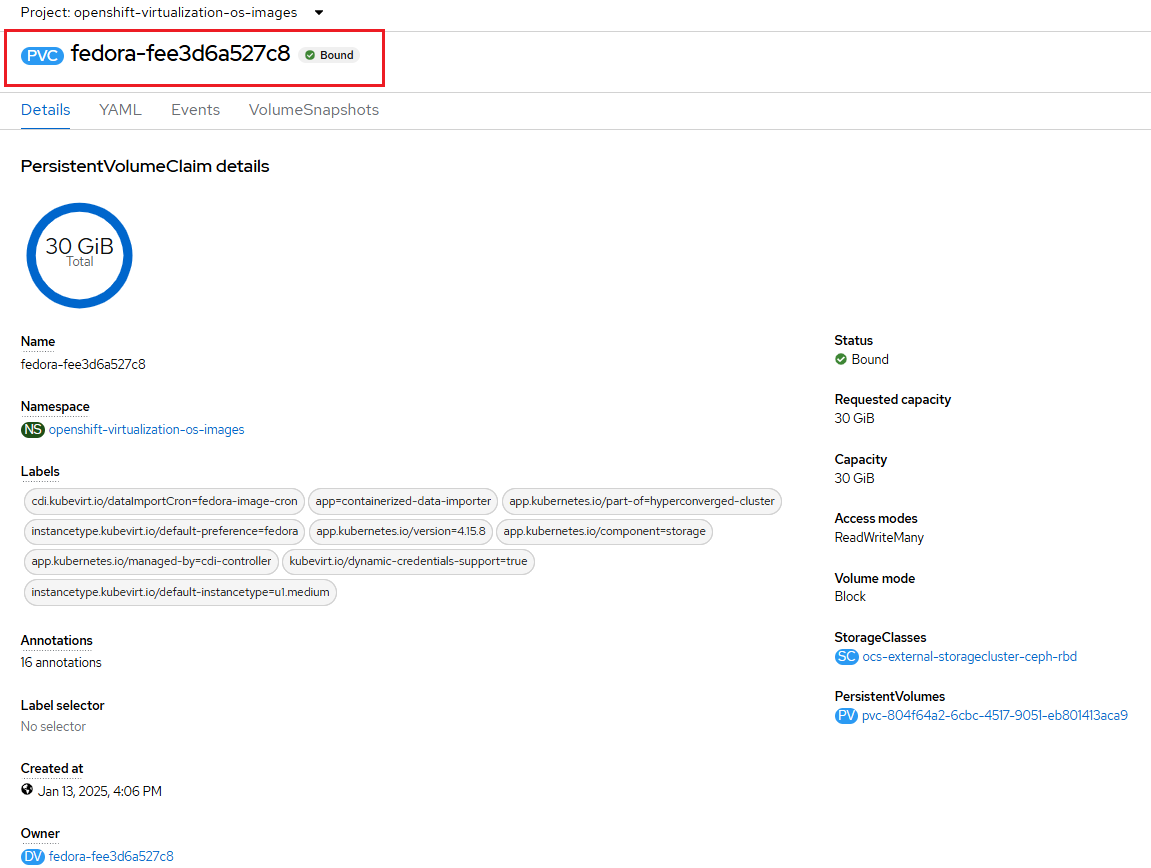 Project: openshift-virtualization-os-images
PVC fedora-fee3d6a527c8 Bound
Details YAML Events VolumeSnapshots
PersistentVolumeClaim details
30 GiB
Total
Name
fedora-fee3d6a527c8
Namespace
NS openshift-virtualization-os-images
Labels
cdi.kubevirt.io/dataImportCron=fedora-image-cron app=containerized-data-importer app.kubernetes.io/part-of=hyperconverged-cluster
instancetype.kubevirt.io/default-preference=fedora app.kubernetes.io/version=4.15.8 app.kubernetes.io/component=storage
app.kubernetes.io/managed-by=cdi-controller kubevirt.io/dynamic-credentials-support=true
instancetype.kubevirt.io/default-instancetype=u1.medium
Annotations
16 annotations
Label selector
No selector
Created at
Jan 13, 2025, 4:06 PM
Owner
DV fedora-fee3d6a527c8
Status
Bound
Requested capacity
30 GiB
Capacity
30 GiB
Access modes
ReadWriteMany
Volume mode
Block
StorageClasses
SC ocs-external-storagecluster-ceph-rbd
PersistentVolumes
PV pvc-804f64a2-6cbc-4517-9051-eb801413aca9